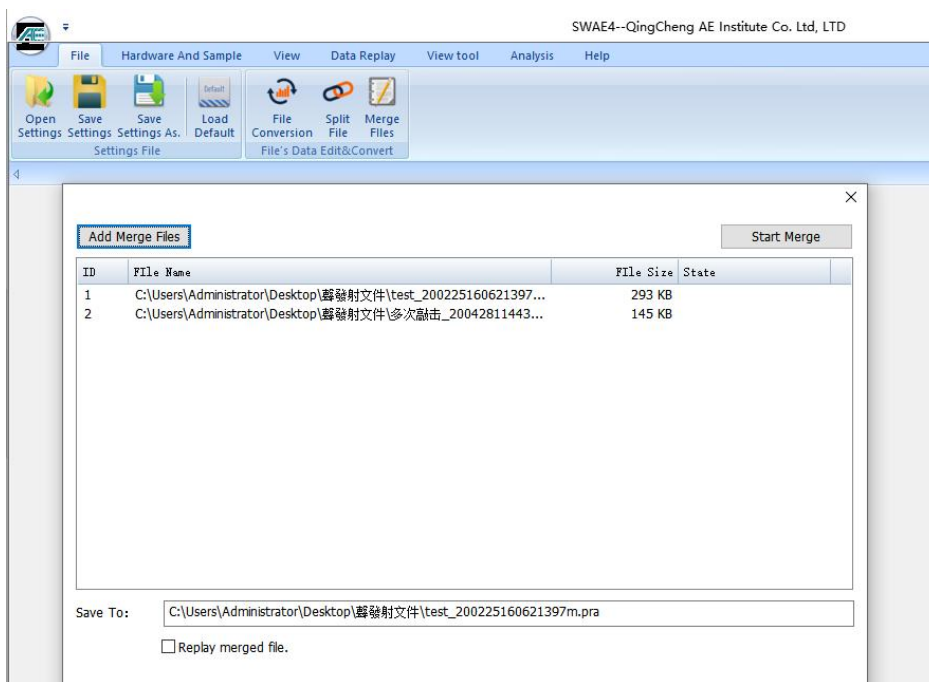 AE
SWAE4--QingCheng AE Institute Co. Ltd, LTD
File Hardware And Sample View Data Replay View tool Analysis Help
Default
Open Settings
Save Settings
Save Settings As.
Load Default
File Conversion
Split File
Merge FIles
Settings File
File's Data Edit&Convert
Add Merge Files
Start Merge
ID FIle Name FIle Size State
1 C:\Users\Administrator\Desktop\聲發射文件\test_200225160621397... 293 KB
2 C:\Users\Administrator\Desktop\聲發射文件\多次敲击_20042811443... 145 KB
Save To: C:\Users\Administrator\Desktop\聲發射文件\test_200225160621397m.pra
Replay merged file.